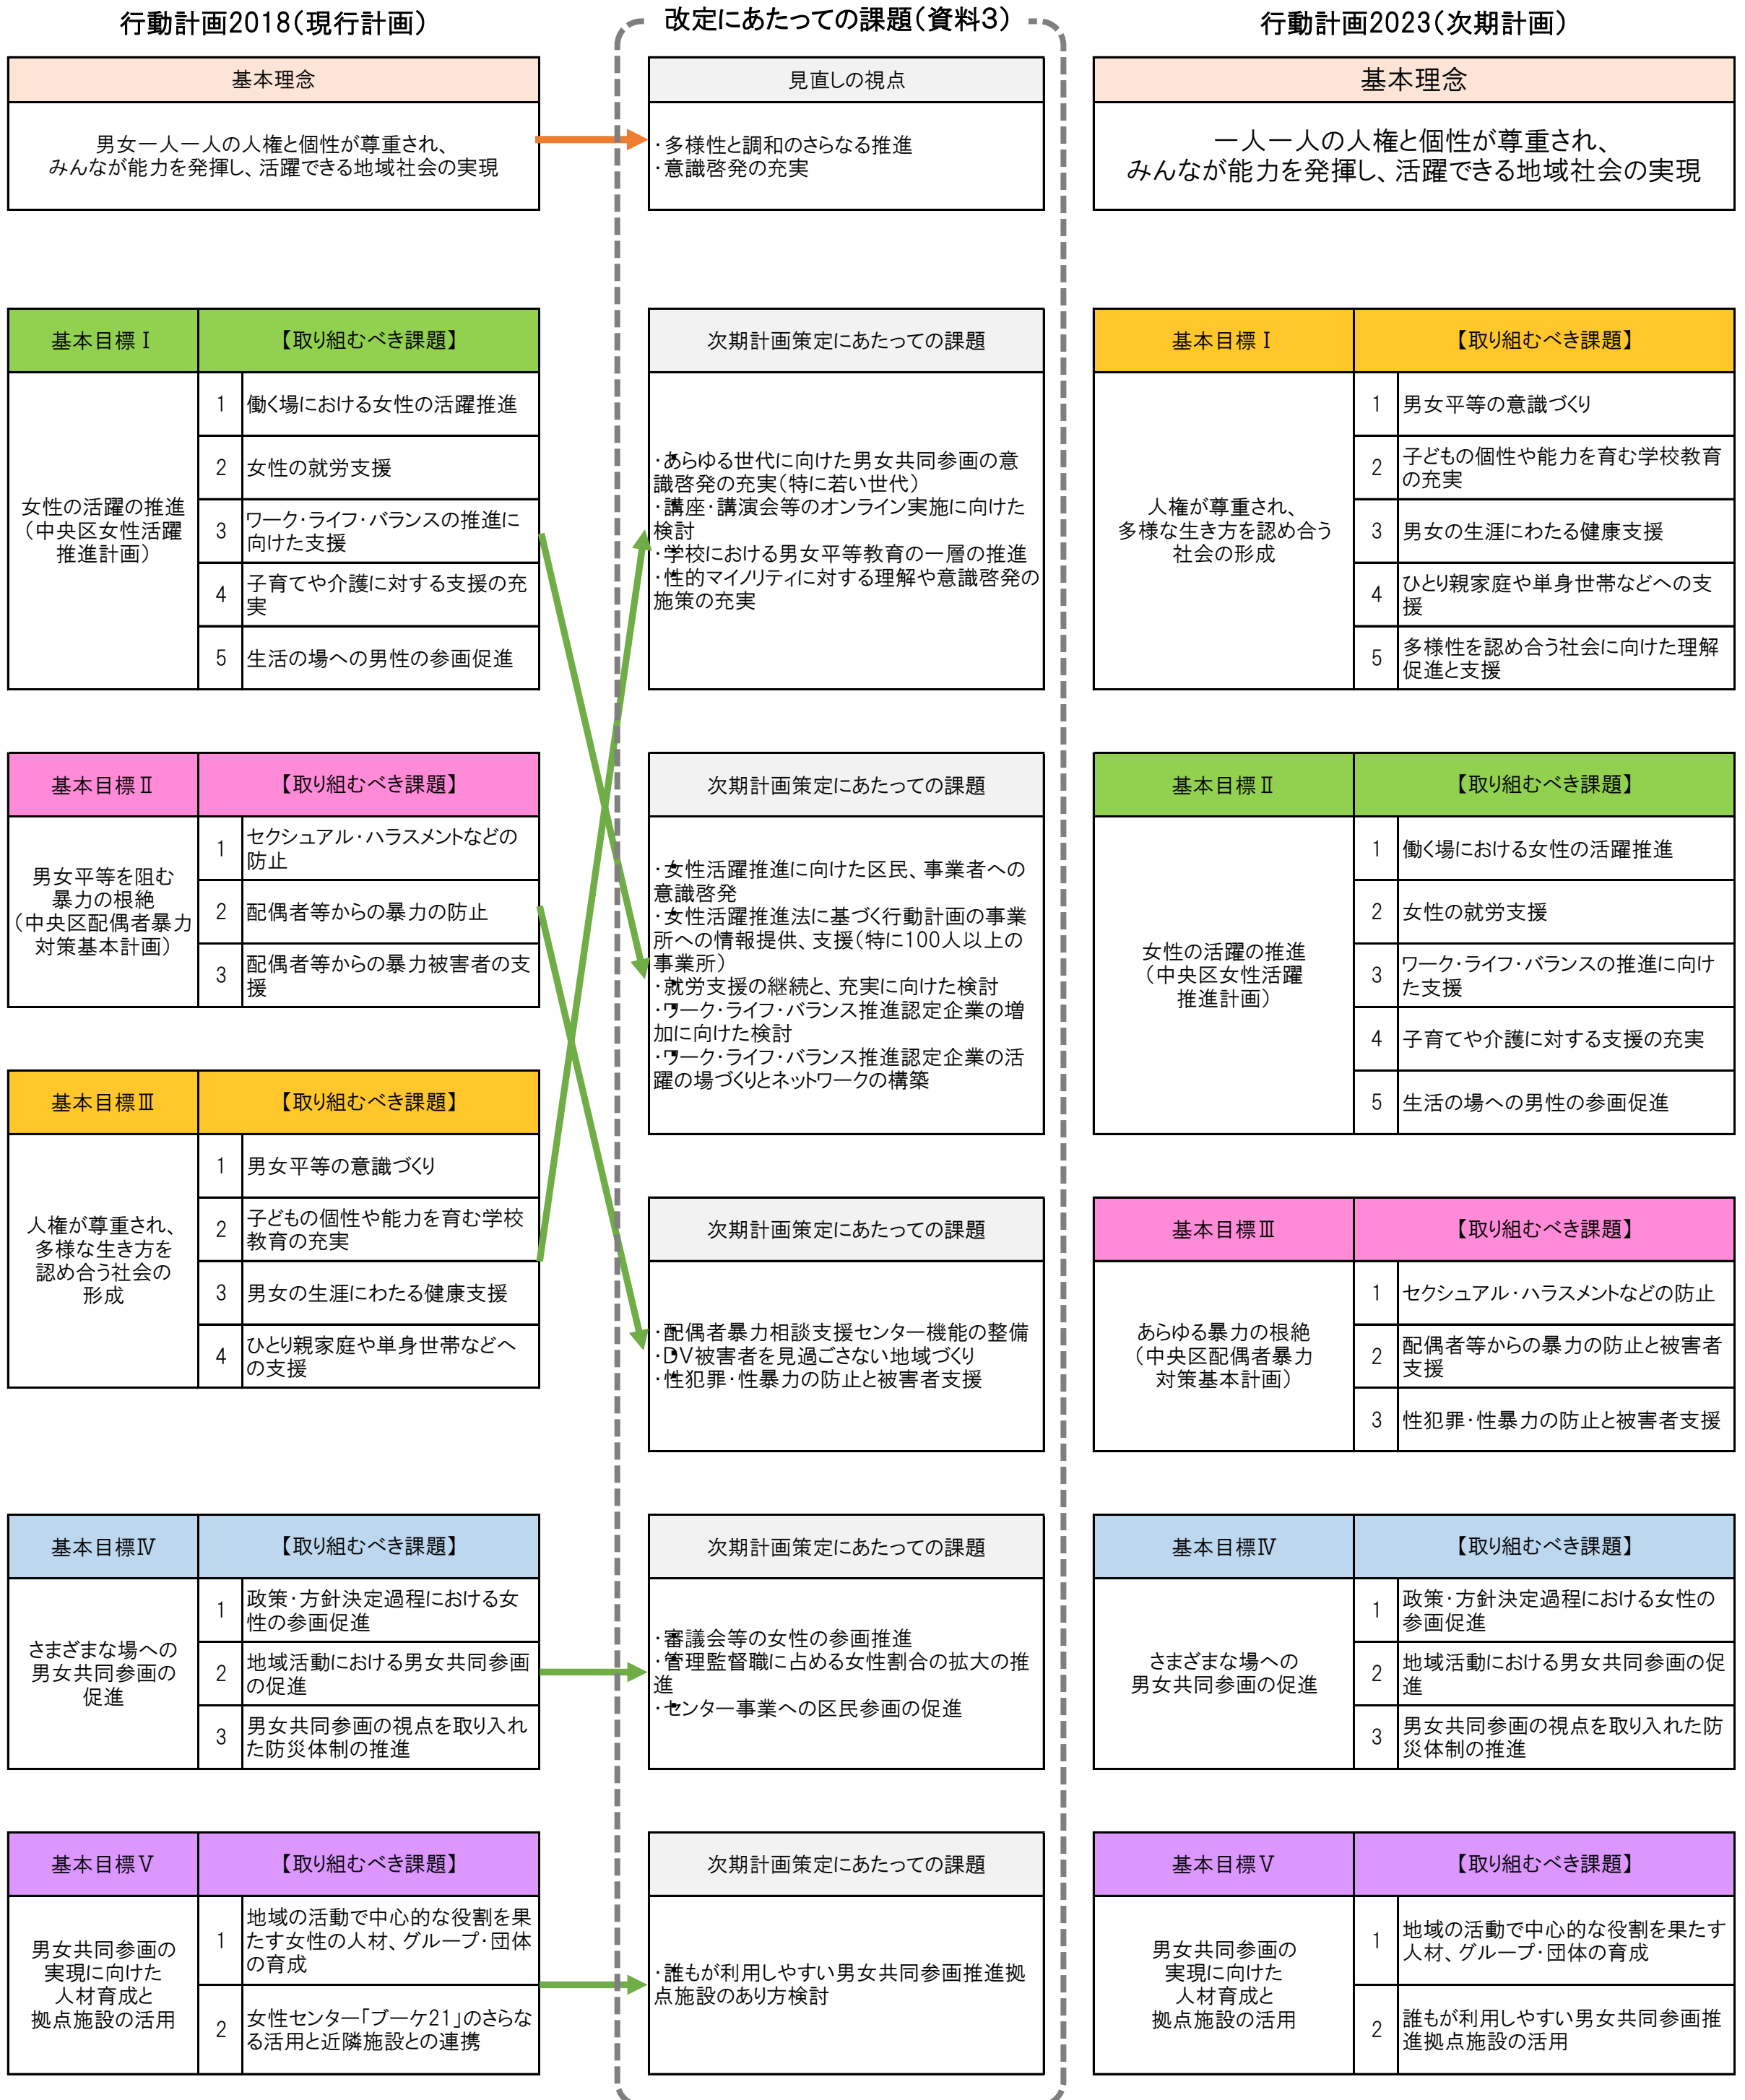 行動計画2018(現行計画)
改定にあたっての課題(資料3)
行動計画2023(次期計画)
基本理念
男女一人一人の人権と個性が尊重され、
みんなが能力を発揮し、活躍できる地域社会の実現
見直しの視点
・多様性と調和のさらなる推進
・意識啓発の充実
基本理念
一人一人の人権と個性が尊重され、
みんなが能力を発揮し、活躍できる地域社会の実現
基本目標Ⅰ
【取り組むべき課題】
女性の活躍の推進
(中央区女性活躍
推進計画)
1
働く場における女性の活躍推進
2
女性の就労支援
3
ワーク・ライフ・バランスの推進に
向けた支援
4
子育てや介護に対する支援の充
実
5
生活の場への男性の参画促進
次期計画策定にあたっての課題
・あらゆる世代に向けた男女共同参画の意
識啓発の充実(特に若い世代)
・講座・講演会等のオンライン実施に向けた
検討
・学校における男女平等教育の一層の推進
・性的マイノリティに対する理解や意識啓発の
施策の充実
基本目標Ⅰ
【取り組むべき課題】
人権が尊重され、
多様な生き方を認め合う
社会の形成
1
男女平等の意識づくり
2
子どもの個性や能力を育む学校教育
の充実
3
男女の生涯にわたる健康支援
4
ひとり親家庭や単身世帯などへの支
援
5
多様性を認め合う社会に向けた理解
促進と支援
基本目標Ⅱ
【取り組むべき課題】
男女平等を阻む
暴力の根絶
(中央区配偶者暴力
対策基本計画)
1
セクシュアル・ハラスメントなどの
防止
2
配偶者等からの暴力の防止
3
配偶者等からの暴力被害者の支
援
次期計画策定にあたっての課題
・女性活躍推進に向けた区民、事業者への
意識啓発
・女性活躍推進法に基づく行動計画の事業
所への情報提供、支援(特に100人以上の
事業所)
・就労支援の継続と、充実に向けた検討
・ワーク・ライフ・バランス推進認定企業の増
加に向けた検討
・ワーク・ライフ・バランス推進認定企業の活
躍の場づくりとネットワークの構築
基本目標Ⅱ
【取り組むべき課題】
女性の活躍の推進
(中央区女性活躍
推進計画)
1
働く場における女性の活躍推進
2
女性の就労支援
3
ワーク・ライフ・バランスの推進に向け
た支援
4
子育てや介護に対する支援の充実
5
生活の場への男性の参画促進
基本目標Ⅲ
【取り組むべき課題】
人権が尊重され、
多様な生き方を
認め合う社会の
形成
1
男女平等の意識づくり
2
子どもの個性や能力を育む学校
教育の充実
3
男女の生涯にわたる健康支援
4
ひとり親家庭や単身世帯などへ
の支援
次期計画策定にあたっての課題
・配偶者暴力相談支援センター機能の整備
・DV被害者を見過ごさない地域づくり
・性犯罪・性暴力の防止と被害者支援
基本目標Ⅲ
【取り組むべき課題】
あらゆる暴力の根絶
(中央区配偶者暴力
対策基本計画)
1
セクシュアル・ハラスメントなどの防止
2
配偶者等からの暴力の防止と被害者
支援
3
性犯罪・性暴力の防止と被害者支援
基本目標Ⅳ
【取り組むべき課題】
さまざまな場への
男女共同参画の
促進
1
政策・方針決定過程における女
性の参画促進
2
地域活動における男女共同参画
の促進
3
男女共同参画の視点を取り入れ
た防災体制の推進
次期計画策定にあたっての課題
・審議会等の女性の参画推進
・管理監督職に占める女性割合の拡大の推
進
・センター事業への区民参画の促進
基本目標Ⅳ
【取り組むべき課題】
さまざまな場への
男女共同参画の促進
1
政策・方針決定過程における女性の
参画促進
2
地域活動における男女共同参画の促
進
3
男女共同参画の視点を取り入れた防
災体制の推進
基本目標Ⅴ
【取り組むべき課題】
男女共同参画の
実現に向けた
人材育成と
拠点施設の活用
1
地域の活動で中心的な役割を果
たす女性の人材、グループ・団体
の育成
2
女性センター「ブーケ21」のさらな
る活用と近隣施設との連携
次期計画策定にあたっての課題
・誰もが利用しやすい男女共同参画推進拠
点施設のあり方検討
基本目標Ⅴ
【取り組むべき課題】
男女共同参画の
実現に向けた
人材育成と
拠点施設の活用
1
地域の活動で中心的な役割を果たす
人材、グループ・団体の育成
2
誰もが利用しやすい男女共同参画推
進拠点施設の活用